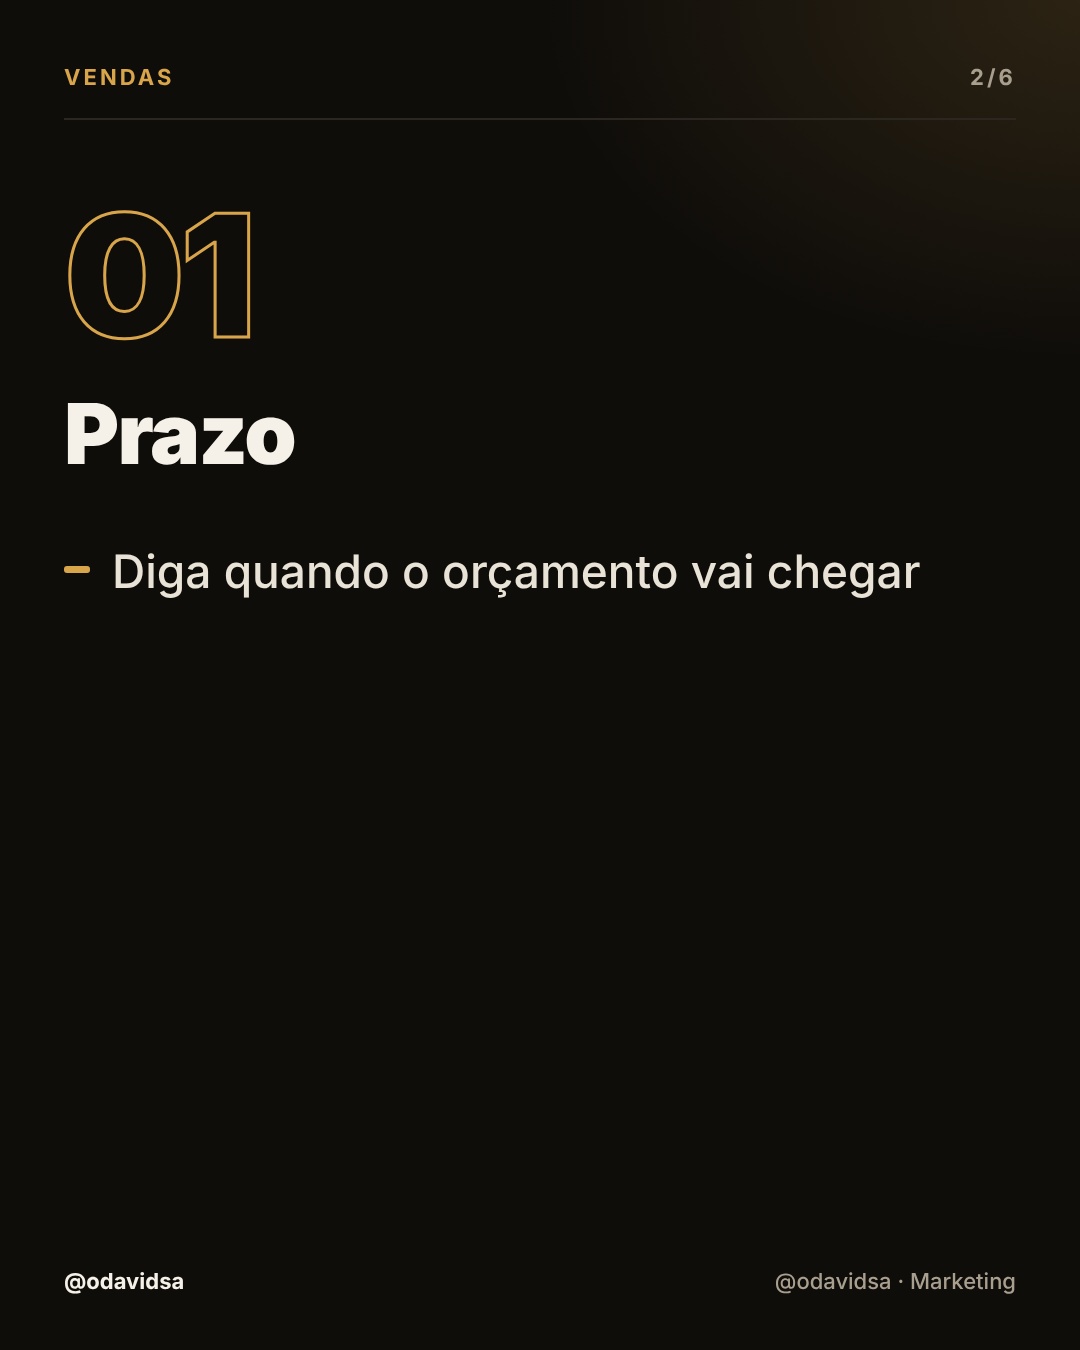 VENDAS
2/6
01
Prazo
Diga quando o orçamento vai chegar
@odavidsa
@odavidsa · Marketing